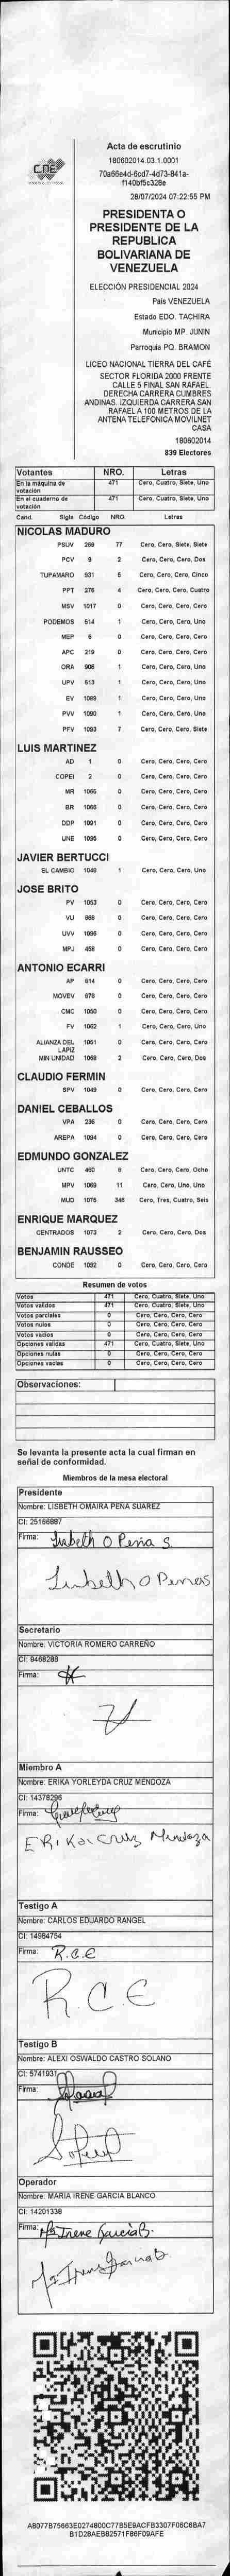 CNE
Acta de escrutinio
180602014.03.1.0001
70a66e4d-6cd7-4d73-841a-
f140bf5c328e
28/07/2024 07:22:55 PM
PRESIDENTA O
PRESIDENTE DE LA
REPUBLICA
BOLIVARIANA DE
VENEZUELA
ELECCIÓN PRESIDENCIAL 2024
País VENEZUELA
Estado EDO. TACHIRA
Municipio MP. JUNIN
Parroquia PQ. BRAMON
LICEO NACIONAL TIERRA DEL CAFÉ
SECTOR FLORIDA 2000 FRENTE
CALLE 5 FINAL SAN RAFAEL.
DERECHA CARRERA CUMBRES
ANDINAS. IZQUIERDA CARRERA SAN
RAFAEL A 100 METROS DE LA
ANTENA TELEFONICA MOVILNET
CASA
180602014
839 Electores
Votantes NRO. Letras
En la máquina de votación 471 Cero, Cuatro, Siete, Uno
En el cuaderno de votación 471 Cero, Cuatro, Siete, Uno
Cand. Sigla Código NRO. Letras
NICOLAS MADURO
PSUV 269 77 Cero, Cero, Siete, Siete
PCV 9 2 Cero, Cero, Cero, Dos
TUPAMARO 931 5 Cero, Cero, Cero, Cinco
PPT 276 4 Cero, Cero, Cero, Cuatro
MSV 1017 0 Cero, Cero, Cero, Cero
PODEMOS 514 1 Cero, Cero, Cero, Uno
MEP 6 0 Cero, Cero, Cero, Cero
APC 219 0 Cero, Cero, Cero, Cero
ORA 906 1 Cero, Cero, Cero, Uno
UPV 613 1 Cero, Cero, Cero, Uno
EV 1089 1 Cero, Cero, Cero, Uno
PVV 1090 1 Cero, Cero, Cero, Uno
PFV 1093 7 Cero, Cero, Cero, Siete
LUIS MARTINEZ
AD 1 0 Cero, Cero, Cero, Cero
COPEI 2 0 Cero, Cero, Cero, Cero
MR 1066 0 Cero, Cero, Cero, Cero
BR 0 Cero, Cero, Cero, Cero
DDP 1091 0 Cero, Cero, Cero, Cero
UNE 1095 0 Cero, Cero, Cero, Cero
JAVIER BERTUCCI
EL CAMBIO 1048 1 Cero, Cero, Cero, Uno
JOSE BRITO
PV 1053 0 Cero, Cero, Cero, Cero
VU 868 0 Cero, Cero, Cero, Cero
UVV 1096 0 Cero, Cero, Cero, Cero
MPJ 458 0 Cero, Cero, Cero, Cero
ANTONIO ECARRI
AP 814 0 Cero, Cero, Cero, Cero
MOVEV 0 Cero, Cero, Cero, Cero
CMC 1050 0 Cero, Cero, Cero, Cero
FV 1062 1 Cero, Cero, Cero, Uno
ALIANZA DEL LAPIZ 1051 0 Cero, Cero, Cero, Cero
MIN UNIDAD 1068 2 Cero, Cero, Cero, Dos
CLAUDIO FERMIN
SPV 1049 0 Cero, Cero, Cero, Cero
DANIEL CEBALLOS
VPA 236 0 Cero, Cero, Cero, Cero
AREPA 1094 0 Cero, Cero, Cero, Cero
EDMUNDO GONZALEZ
UNTC 460 8 Cero, Cero, Cero, Ocho
MPV 1069 11 Cero, Cero, Uno, Uno
MUD 1075 346 Cero, Tres, Cuatro, Seis
ENRIQUE MARQUEZ
CENTRADOS 1073 2 Cero, Cero, Cero, Dos
BENJAMIN RAUSSEO
CONDE 1092 0 Cero, Cero, Cero, Cero
Resumen de votos
Votos 471 Cero, Cuatro, Siete, Uno
Votos validos 471 Cero, Cuatro, Siete, Uno
Votos parciales 0 Cero, Cero, Cero, Cero
Votos nulos 0 Cero, Cero, Cero, Cero
Votos vacios 0 Cero, Cero, Cero, Cero
Opciones validas 471 Cero, Cuatro, Siete, Uno
Opciones nulas 0 Cero, Cero, Cero, Cero
Opciones vacias 0 Cero, Cero, Cero, Cero
Observaciones:
Se levanta la presente acta la cual firman en
señal de conformidad.
Miembros de la mesa electoral
Presidente
Nombre: LISBETH OMAIRA PEÑA SUAREZ
CI: 25166887
Firma: Lisbeth O Peña S.
Lisbeth O Peña S
Secretario
Nombre: VICTORIA ROMERO CARREÑO
CI: 9468288
Firma:
Miembro A
Nombre: ERIKA YORLEYDA CRUZ MENDOZA
CI: 14378296
Firma:
ERiKa Cruz Mendoza
Testigo A
Nombre: CARLOS EDUARDO RANGEL
CI: 14984754
Firma: R.C.E
R.C.E
Testigo B
Nombre: ALEXI OSWALDO CASTRO SOLANO
CI: 5741931
Firma:
Operador
Nombre: MARIA IRENE GARCIA BLANCO
CI: 14201338
Firma: Mª Irene García B.
Mª Irene García B
A8077B75663E0274800C77B5E9ACFB3307F06C6BA7
B1D28AEB82571F86F09AFE